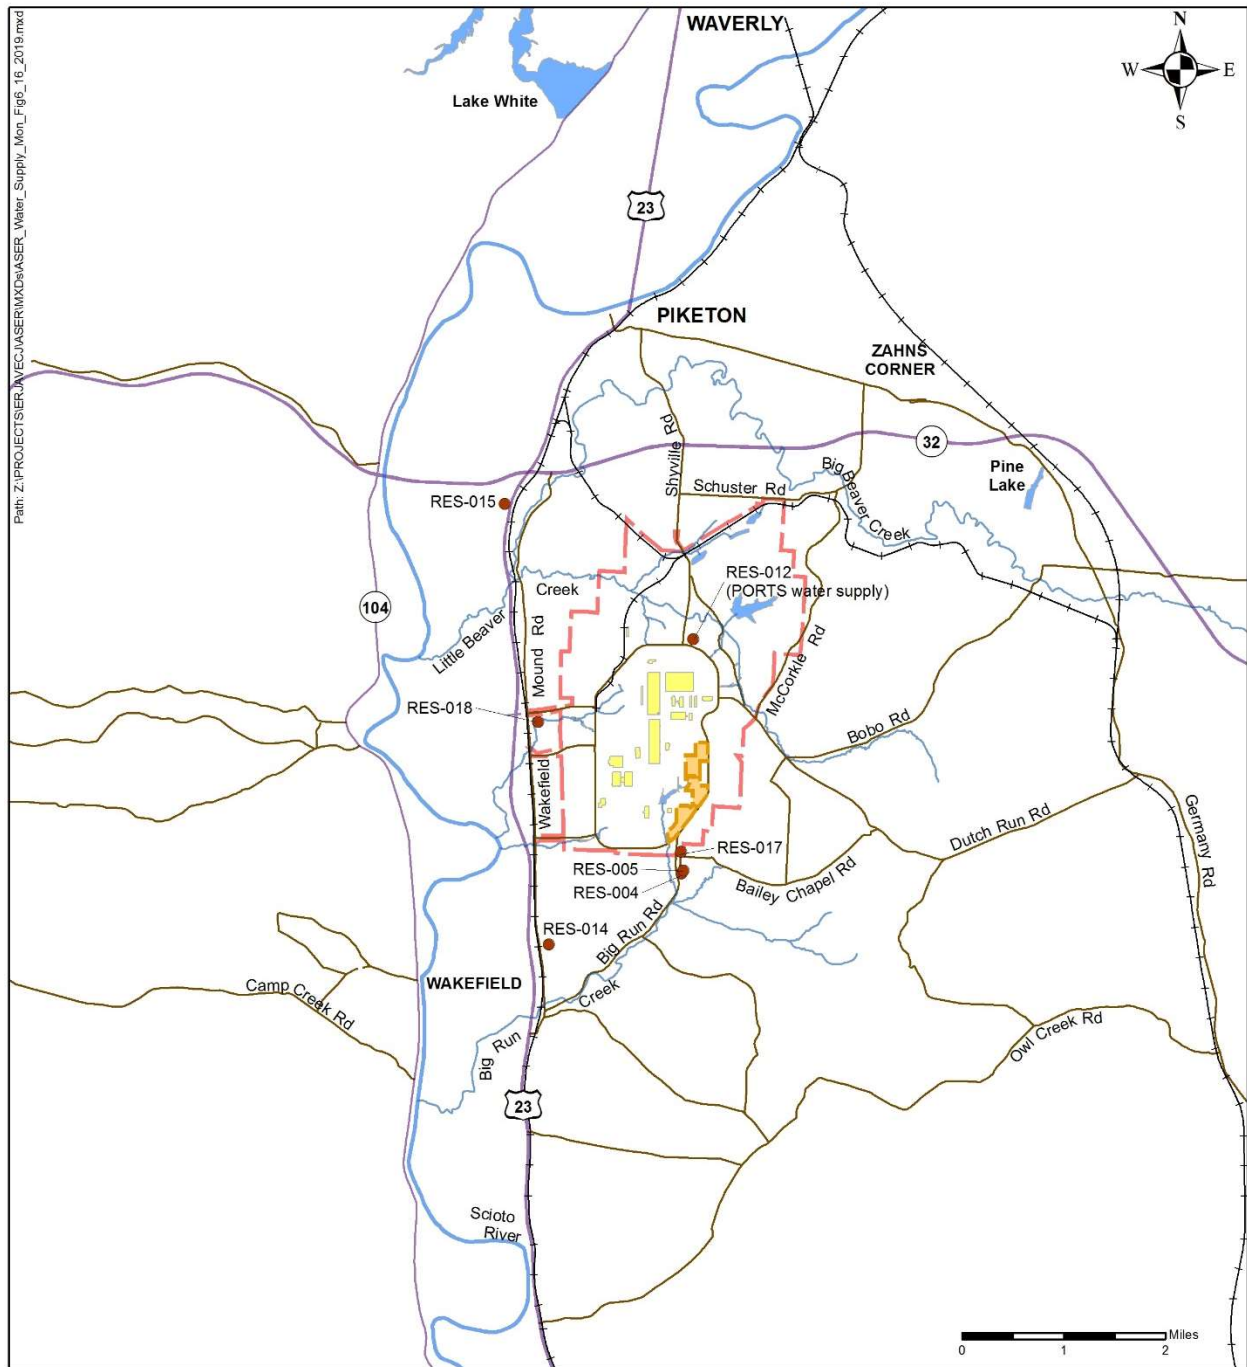 Path: Z:\PROJECTS\ERJAVECJ\ASER\MXDs\ASER_Water_Supply_Mon_Fig6_16_2019.mxd
WAVERLY
N
W
E
S
Lake White
23
PIKETON
ZAHNS
CORNER
32
Shyville Rd
Pine
Lake
Big Beaver Creek
Schuster Rd
RES-015
RES-012
(PORTS water supply)
Creek
104
Little Beaver
Mound Rd
McCorkle Rd
RES-018
Bobo Rd
Wakefield
Dutch Run Rd
Germany Rd
RES-017
RES-005
RES-004
Bailey Chapel Rd
RES-014
Big Run Rd
WAKEFIELD
Camp Creek Rd
Creek
Big Run
Owl Creek Rd
23
Scioto
River
Miles
0
1
2